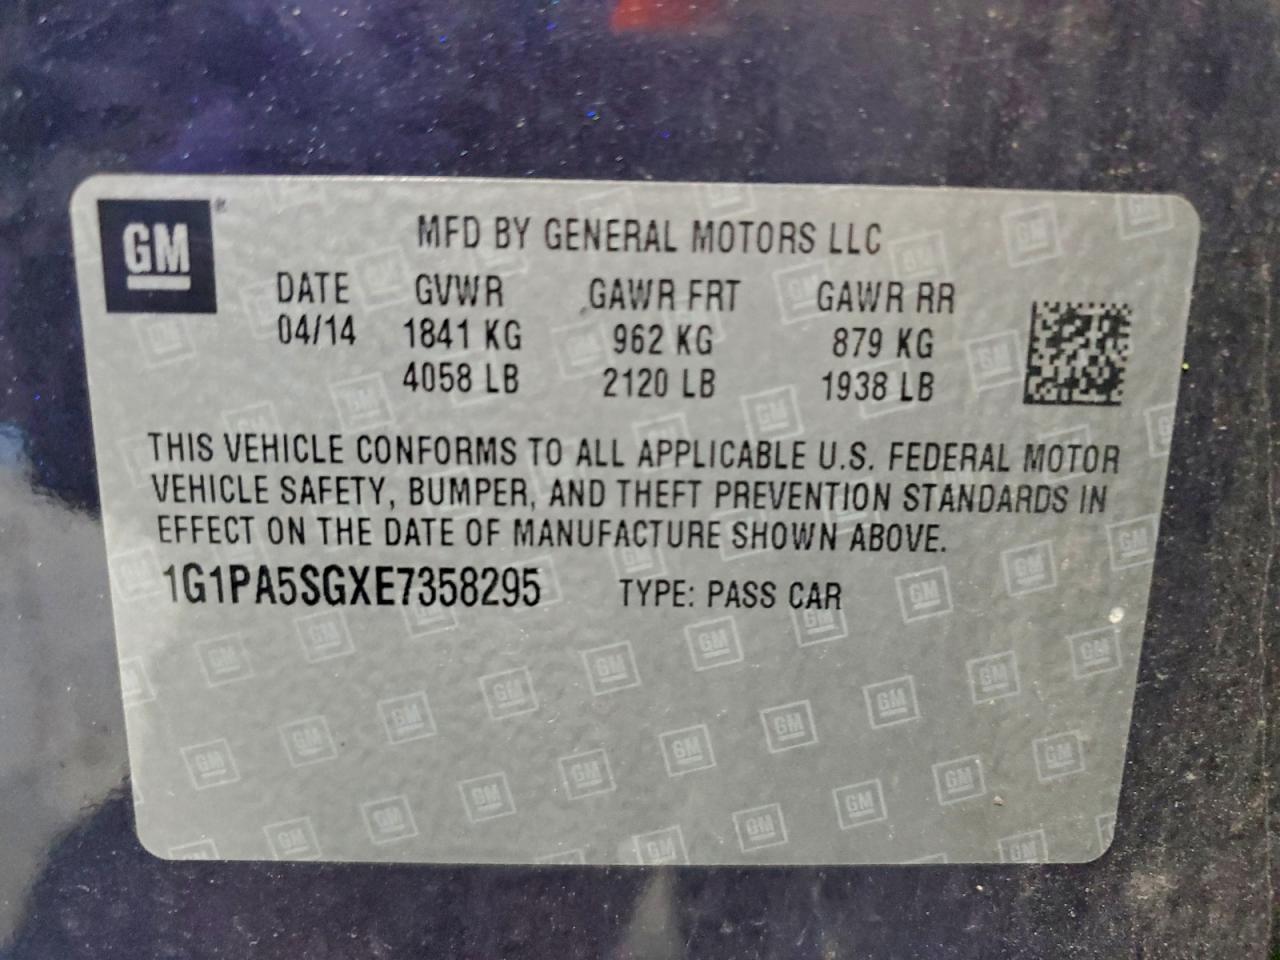 GM
MFD BY GENERAL MOTORS LLC
DATE GVWR GAWR FRT GAWR RR
04/14 1841 KG 962 KG 879 KG
4058 LB 2120 LB 1938 LB
THIS VEHICLE CONFORMS TO ALL APPLICABLE U.S. FEDERAL MOTOR
VEHICLE SAFETY, BUMPER, AND THEFT PREVENTION STANDARDS IN
EFFECT ON THE DATE OF MANUFACTURE SHOWN ABOVE.
1G1PA5SGXE7358295 TYPE: PASS CAR